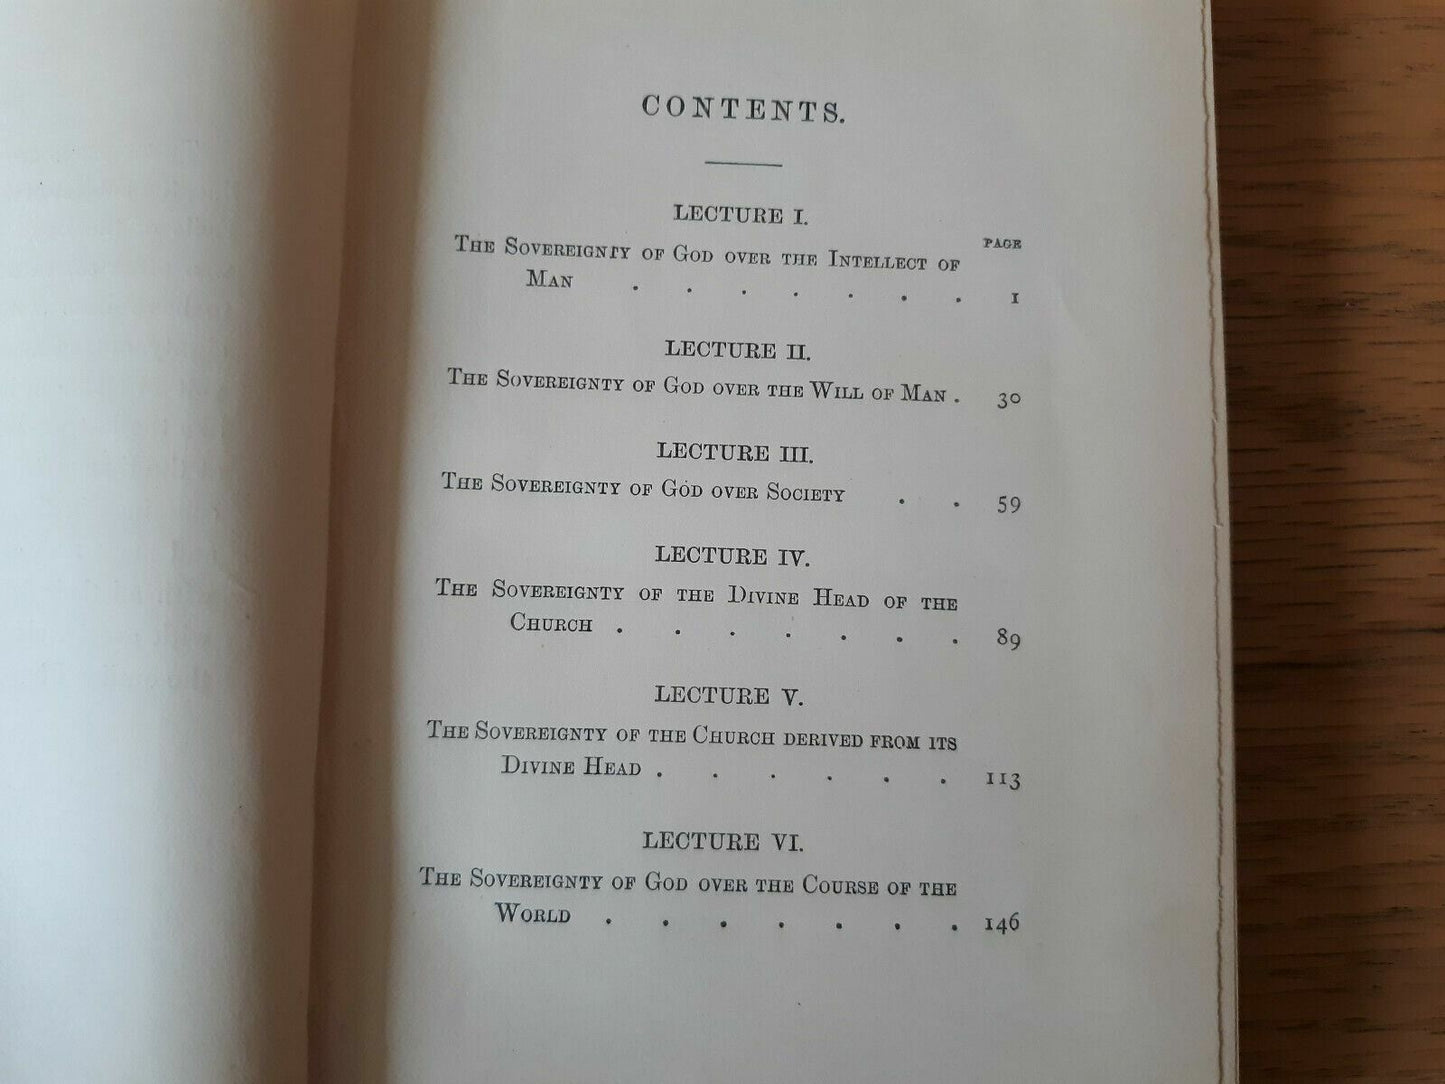 CONTENTS.
LECTURE I.
PAGE
THE SOVEREIGNTY OF GOD OVER THE INTELLECT OF
MAN . . . . . . . 1
LECTURE II.
THE SOVEREIGNTY OF GOD OVER THE WILL OF MAN . 30
LECTURE III.
THE SOVEREIGNTY OF GOD OVER SOCIETY . . 59
LECTURE IV.
THE SOVEREIGNTY OF THE DIVINE HEAD OF THE
CHURCH . . . . . . . 89
LECTURE V.
THE SOVEREIGNTY OF THE CHURCH DERIVED FROM ITS
DIVINE HEAD . . . . . . 113
LECTURE VI.
THE SOVEREIGNTY OF GOD OVER THE COURSE OF THE
WORLD . . . . . . . 146